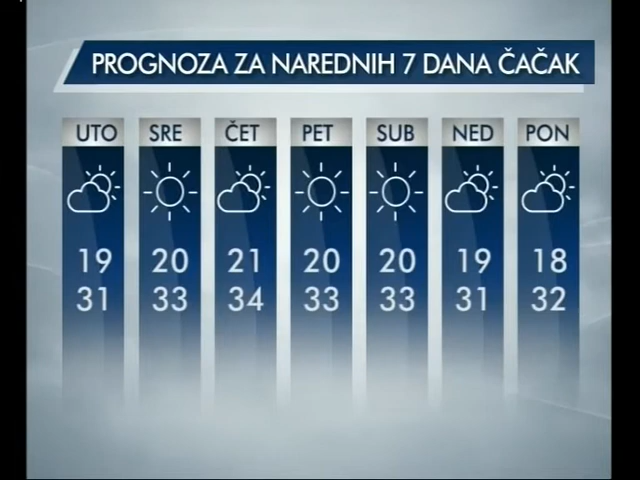 PROGNOZA ZA NAREDNIH 7 DANA ČAČAK
UTO SRE ČET PET SUB NED PON
19 20 21 20 20 19 18
31 33 34 33 33 31 32